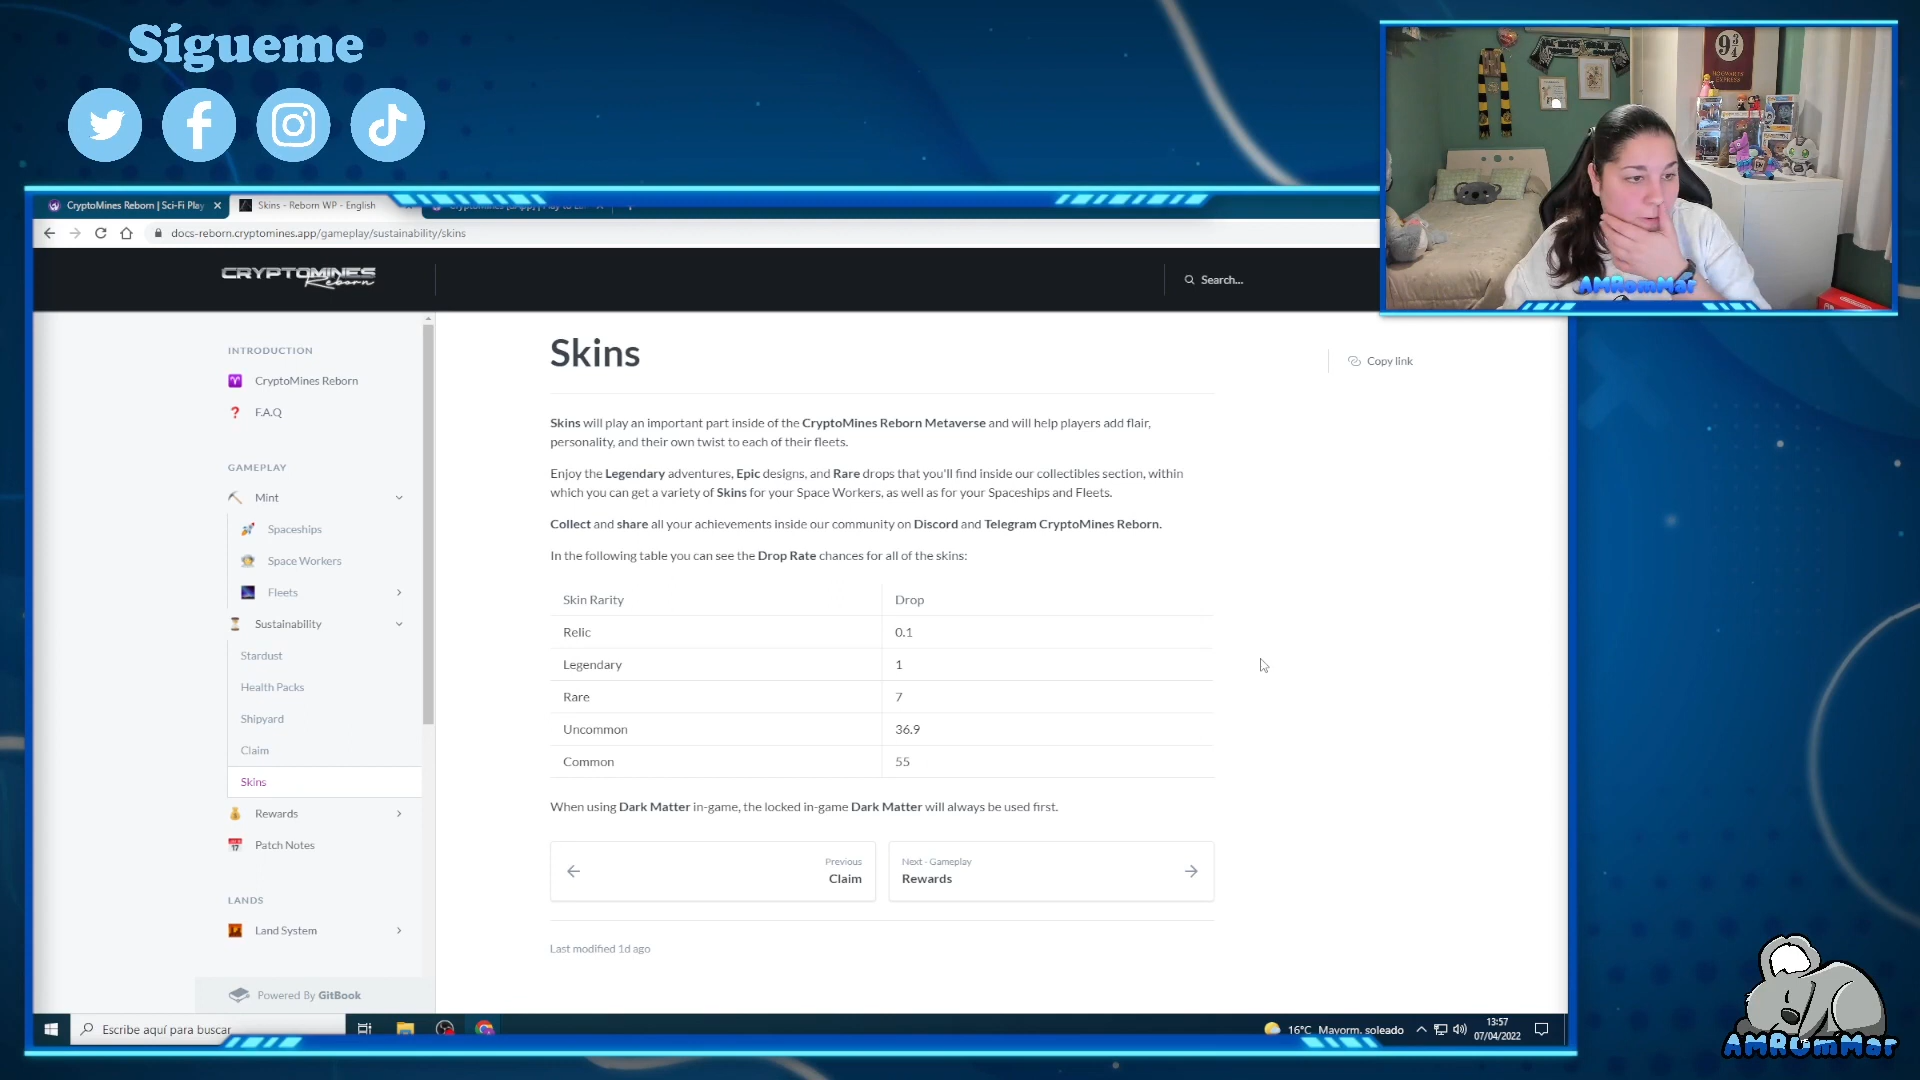 Sígueme
9 3/4
HOGWARTS
EXPRESS
AMRomMar
CryptoMines Reborn | Sci-Fi Play
Skins - Reborn WP - English
docs-reborn.cryptomines.app/gameplay/sustainability/skins
CRYPTOMINES
Reborn
Search...
INTRODUCTION
CryptoMines Reborn
F.A.Q
GAMEPLAY
Mint
Spaceships
Space Workers
Fleets
Sustainability
Stardust
Health Packs
Shipyard
Claim
Skins
Rewards
Patch Notes
LANDS
Land System
Powered By GitBook
Skins
Copy link
Skins will play an important part inside of the CryptoMines Reborn Metaverse and will help players add flair,
personality, and their own twist to each of their fleets.
Enjoy the Legendary adventures, Epic designs, and Rare drops that you'll find inside our collectibles section, within
which you can get a variety of Skins for your Space Workers, as well as for your Spaceships and Fleets.
Collect and share all your achievements inside our community on Discord and Telegram CryptoMines Reborn.
In the following table you can see the Drop Rate chances for all of the skins:
Skin Rarity Drop
Relic 0.1
Legendary 1
Rare 7
Uncommon 36.9
Common 55
When using Dark Matter in-game, the locked in-game Dark Matter will always be used first.
Previous
Claim
Next - Gameplay
Rewards
Last modified 1d ago
Escribe aquí para buscar
16°C Mayorm. soleado
13:57
07/04/2022
AMRomMar